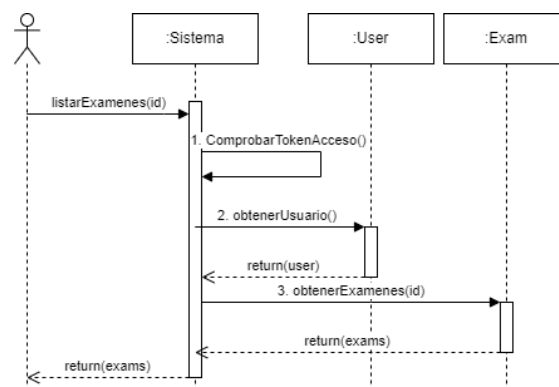 :Sistema
:User
:Exam
listarExamenes(id)
1. ComprobarTokenAcceso()
2. obtenerUsuario()
return(user)
3. obtenerExamenes(id)
return(exams)
return(exams)